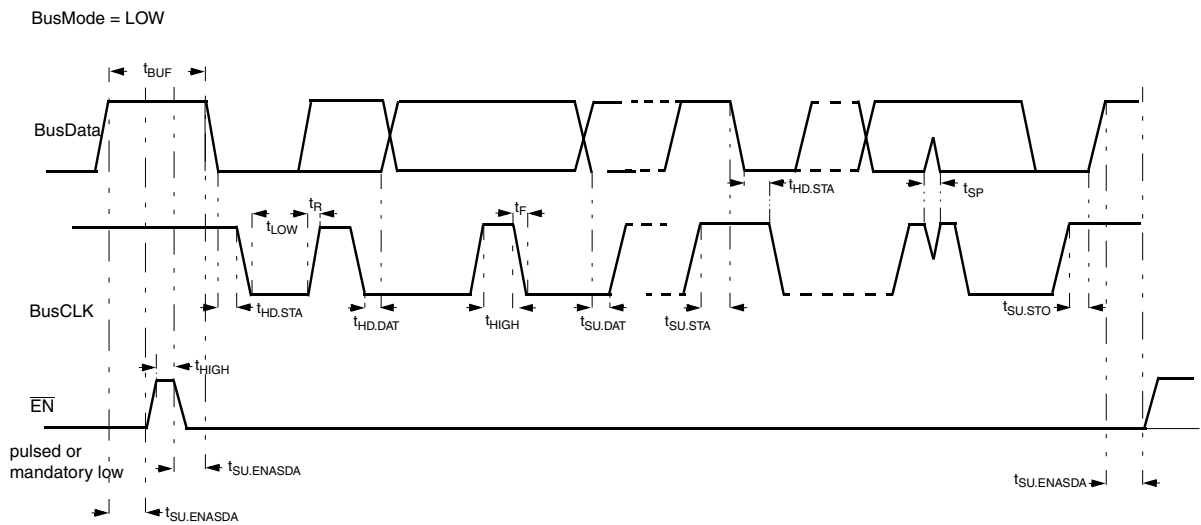 BusMode = LOW
tBUF
BusData
tHD.STA
tSP
tR
tF
tLOW
BusCLK
tHD.STA
tHD.DAT
tHIGH
tSU.DAT
tSU.STA
tSU.STO
tHIGH
EN
pulsed or
mandatory low
tSU.ENASDA
tSU.ENASDA
tSU.ENASDA